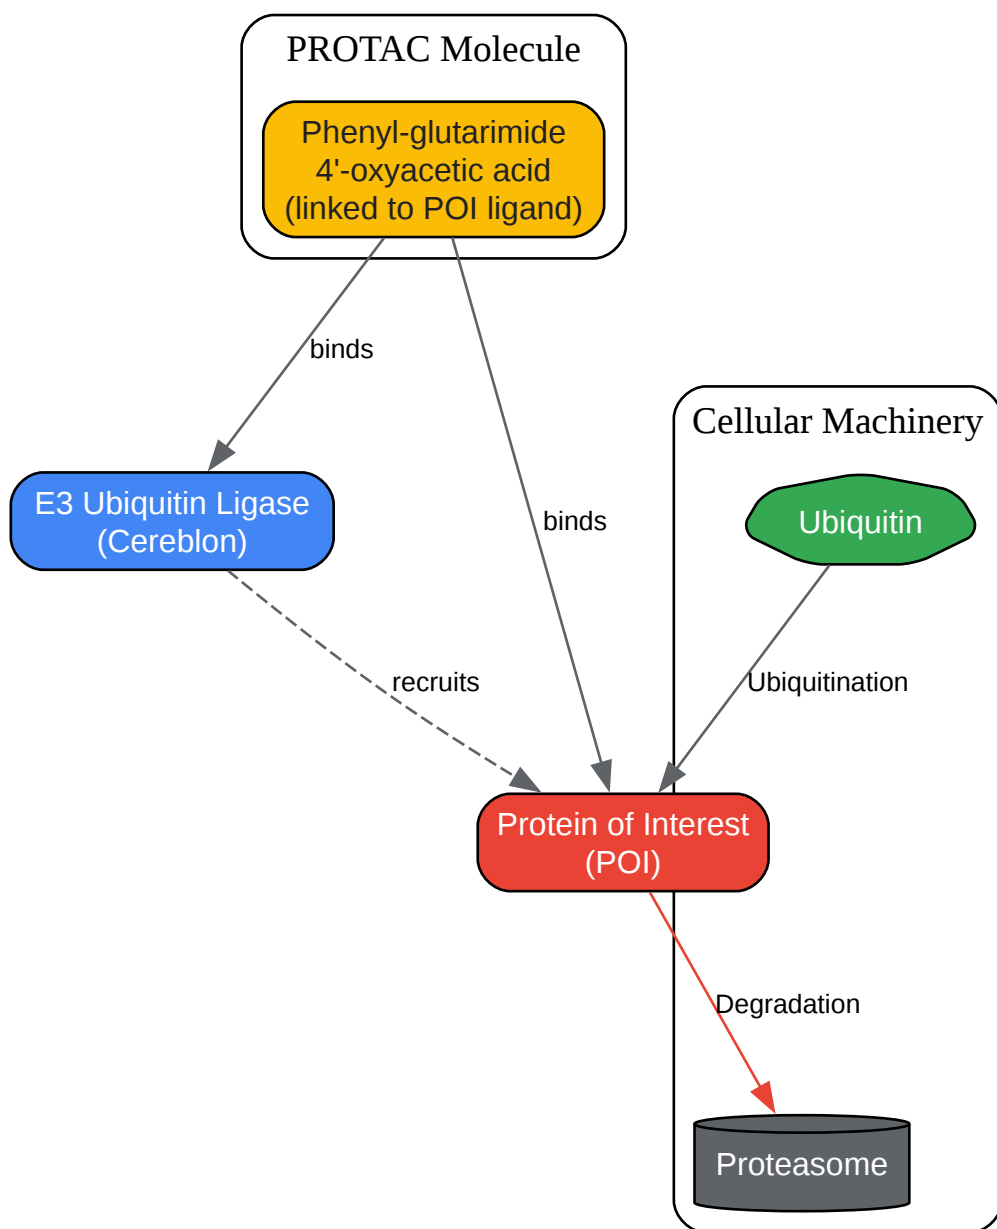 PROTAC Molecule
Phenyl-glutarimide
4'-oxyacetic acid
(linked to POI ligand)
binds
Cellular Machinery
E3 Ubiquitin Ligase
(Cereblon)
binds
Ubiquitin
recruits
Ubiquitination
Protein of Interest
(POI)
Degradation
Proteasome